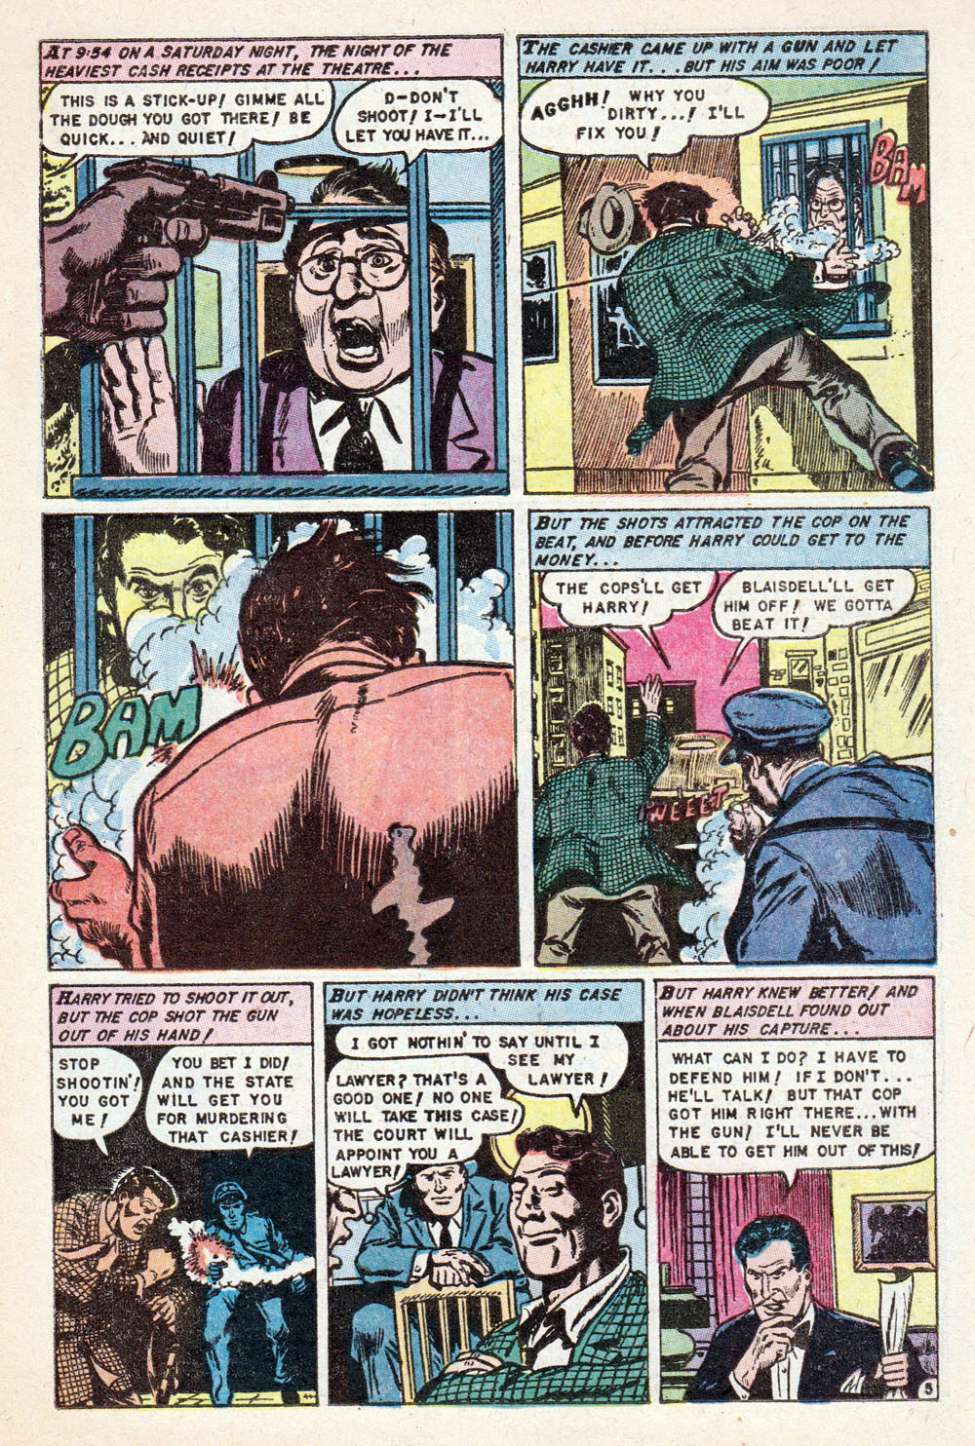 AT 9:54 ON A SATURDAY NIGHT, THE NIGHT OF THE
HEAVIEST CASH RECEIPTS AT THE THEATRE...
THIS IS A STICK-UP! GIMME ALL
THE DOUGH YOU GOT THERE! BE
QUICK... AND QUIET!
D-DON'T
SHOOT! I-I'LL
LET YOU HAVE IT...
THE CASHIER CAME UP WITH A GUN AND LET
HARRY HAVE IT...BUT HIS AIM WAS POOR!
AGGHH! WHY YOU
DIRTY...! I'LL
FIX YOU!
BAM
BAM
BUT THE SHOTS ATTRACTED THE COP ON THE
BEAT, AND BEFORE HARRY COULD GET TO THE
MONEY...
THE COPS'LL GET
HARRY!
BLAISDELL'LL GET
HIM OFF! WE GOTTA
BEAT IT!
TWEEET
HARRY TRIED TO SHOOT IT OUT,
BUT THE COP SHOT THE GUN
OUT OF HIS HAND!
STOP
SHOOTIN'!
YOU GOT
ME!
YOU BET I DID!
AND THE STATE
WILL GET YOU
FOR MURDERING
THAT CASHIER!
BUT HARRY DIDN'T THINK HIS CASE
WAS HOPELESS...
I GOT NOTHIN' TO SAY UNTIL I
SEE MY
LAWYER!
LAWYER? THAT'S A
GOOD ONE! NO ONE
WILL TAKE THIS CASE!
THE COURT WILL
APPOINT YOU A
LAWYER!
BUT HARRY KNEW BETTER! AND
WHEN BLAISDELL FOUND OUT
ABOUT HIS CAPTURE...
WHAT CAN I DO? I HAVE TO
DEFEND HIM! IF I DON'T...
HE'LL TALK! BUT THAT COP
GOT HIM RIGHT THERE...WITH
THE GUN! I'LL NEVER BE
ABLE TO GET HIM OUT OF THIS!
5